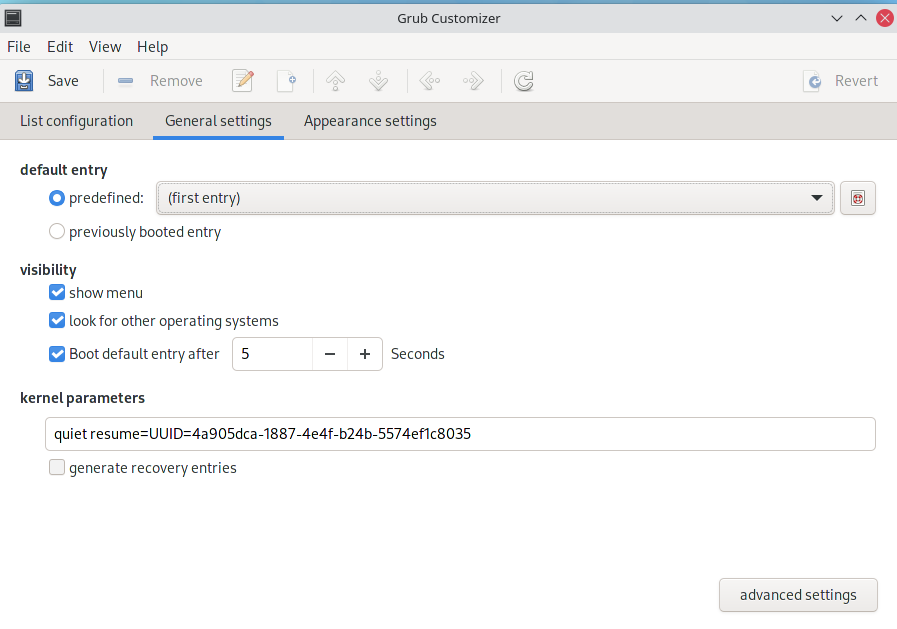 Grub Customizer
File Edit View Help
Save Remove Revert
List configuration General settings Appearance settings
default entry
predefined: (first entry)
previously booted entry
visibility
show menu
look for other operating systems
Boot default entry after 5 − + Seconds
kernel parameters
quiet resume=UUID=4a905dca-1887-4e4f-b24b-5574ef1c8035
generate recovery entries
advanced settings